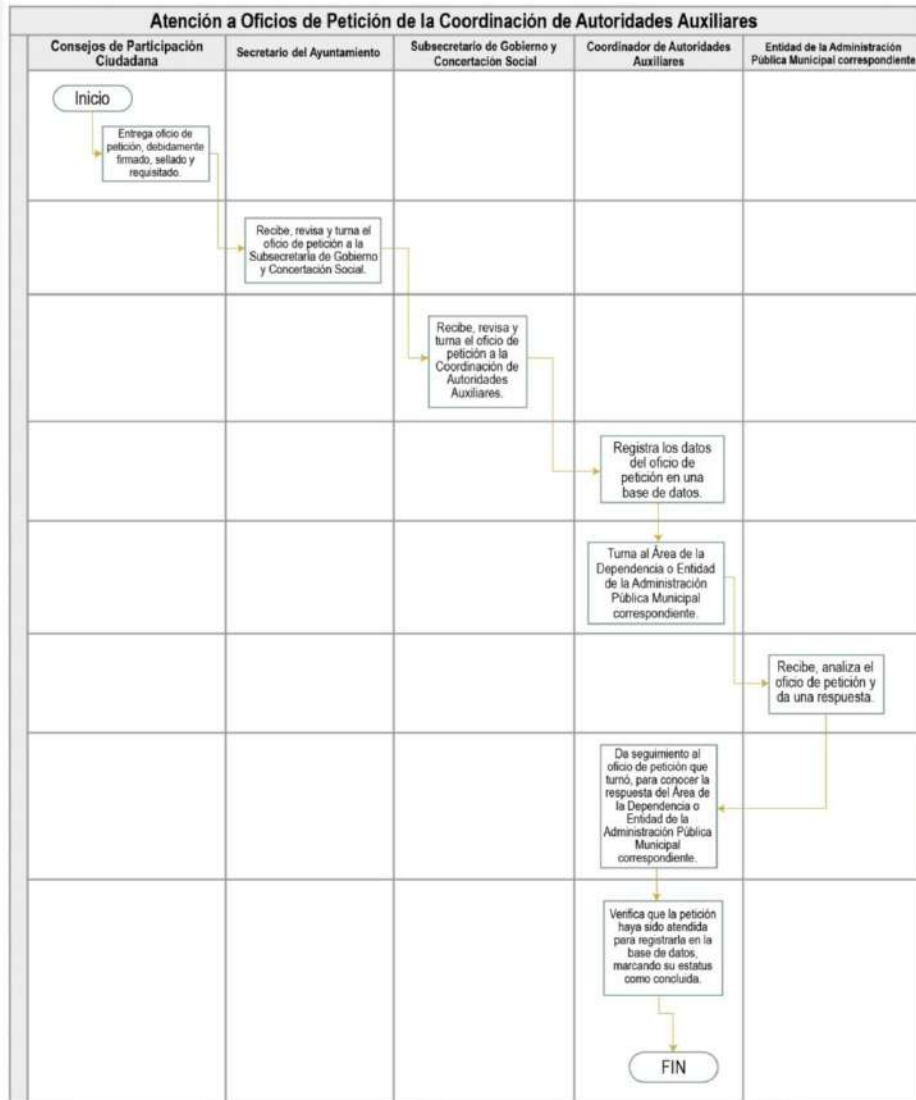 Atención a Oficios de Petición de la Coordinación de Autoridades Auxiliares
Consejos de Participación
Ciudadana
Secretario del Ayuntamiento
Subsecretario de Gobierno y
Concertación Social
Coordinador de Autoridades
Auxiliares
Entidad de la Administración
Pública Municipal correspondiente
Inicio
Entrega oficio de
petición, debidamente
firmado, sellado y
requisitado.
Recibe, revisa y turna el
oficio de petición a la
Subsecretaría de Gobierno
y Concertación Social.
Recibe, revisa y
turna el oficio de
petición a la
Coordinación de
Autoridades
Auxiliares.
Registra los datos
del oficio de
petición en una
base de datos.
Turna al Área de la
Dependencia o Entidad
de la Administración
Pública Municipal
correspondiente.
Recibe, analiza el
oficio de petición y
da una respuesta.
Da seguimiento al
oficio de petición que
turnó, para conocer la
respuesta del Área de
la Dependencia o
Entidad de la
Administración Pública
Municipal
correspondiente.
Verifica que la petición
haya sido atendida
para registrarla en la
base de datos,
marcando su estatus
como concluida.
FIN